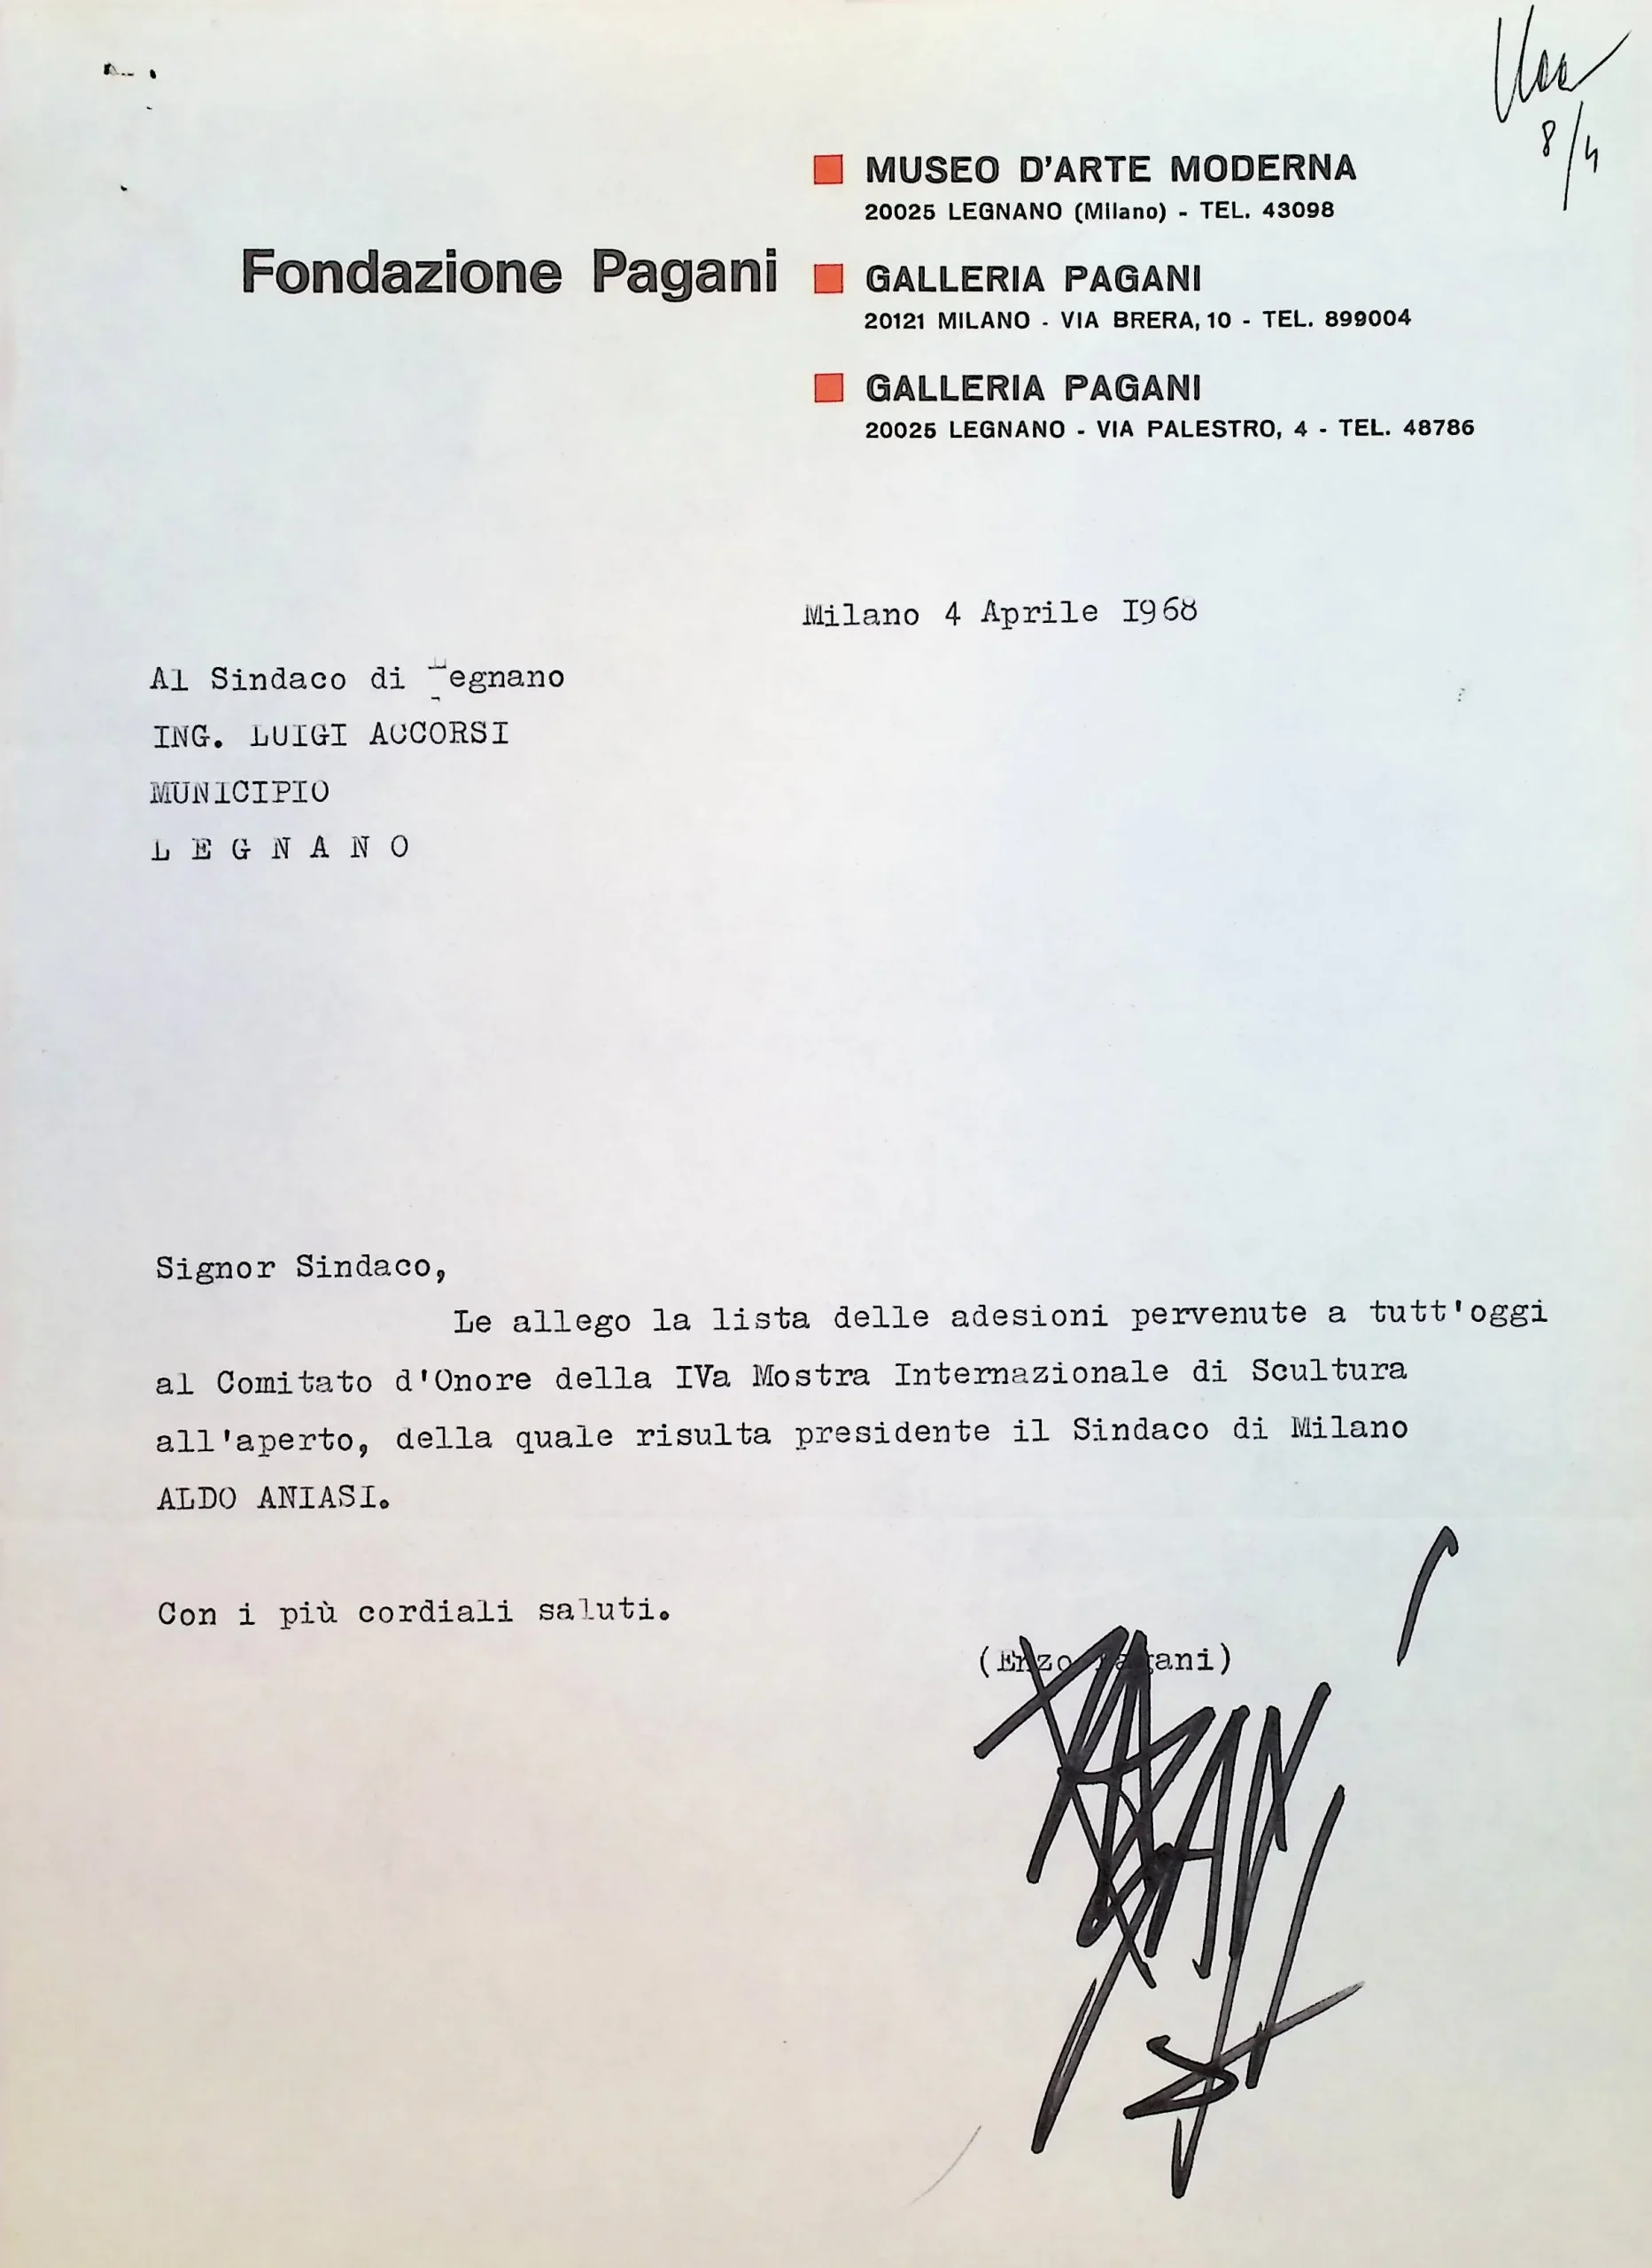 8/4
MUSEO D'ARTE MODERNA
20025 LEGNANO (Milano) - TEL. 43098
Fondazione Pagani
GALLERIA PAGANI
20121 MILANO - VIA BRERA, 10 - TEL. 899004
GALLERIA PAGANI
20025 LEGNANO - VIA PALESTRO, 4 - TEL. 48786
Milano 4 Aprile I968
Al Sindaco di Legnano
ING. LUIGI ACCORSI
MUNICIPIO
L E G N A N O
Signor Sindaco,
Le allego la lista delle adesioni pervenute a tutt'oggi
al Comitato d'Onore della IVa Mostra Internazionale di Scultura
all'aperto, della quale risulta presidente il Sindaco di Milano
ALDO ANIASI.
Con i più cordiali saluti.
(Enzo Pagani)
PAGANI